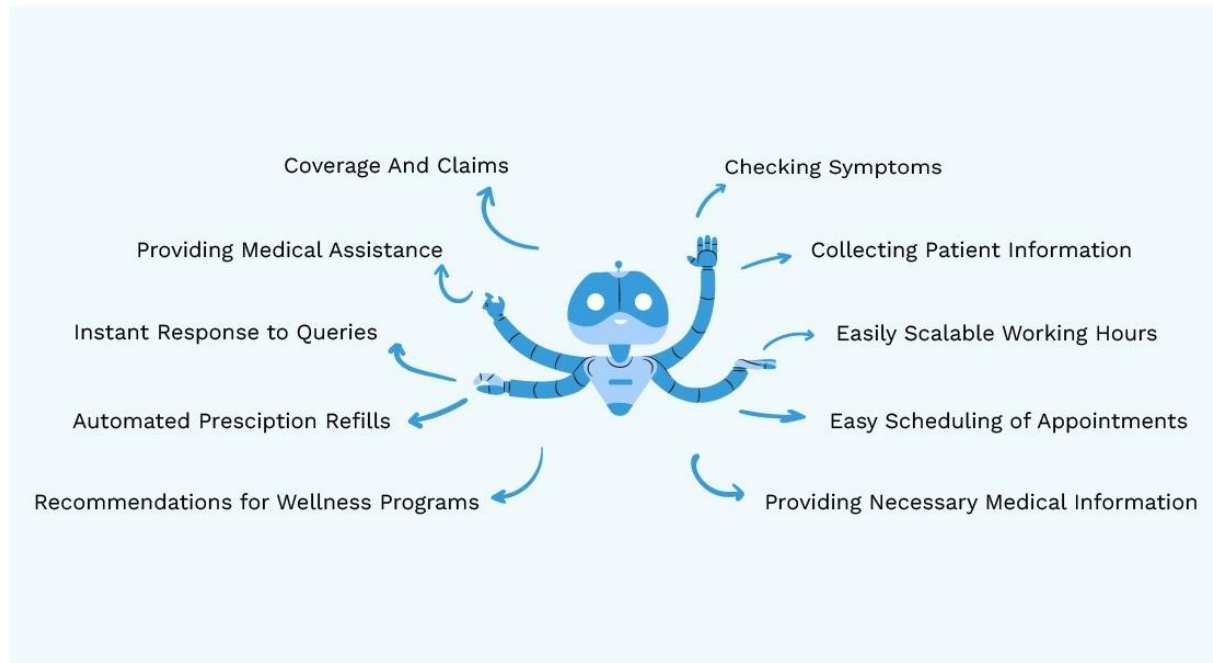 Coverage And Claims
Checking Symptoms
Providing Medical Assistance
Collecting Patient Information
Instant Response to Queries
Easily Scalable Working Hours
Automated Presciption Refills
Easy Scheduling of Appointments
Recommendations for Wellness Programs
Providing Necessary Medical Information